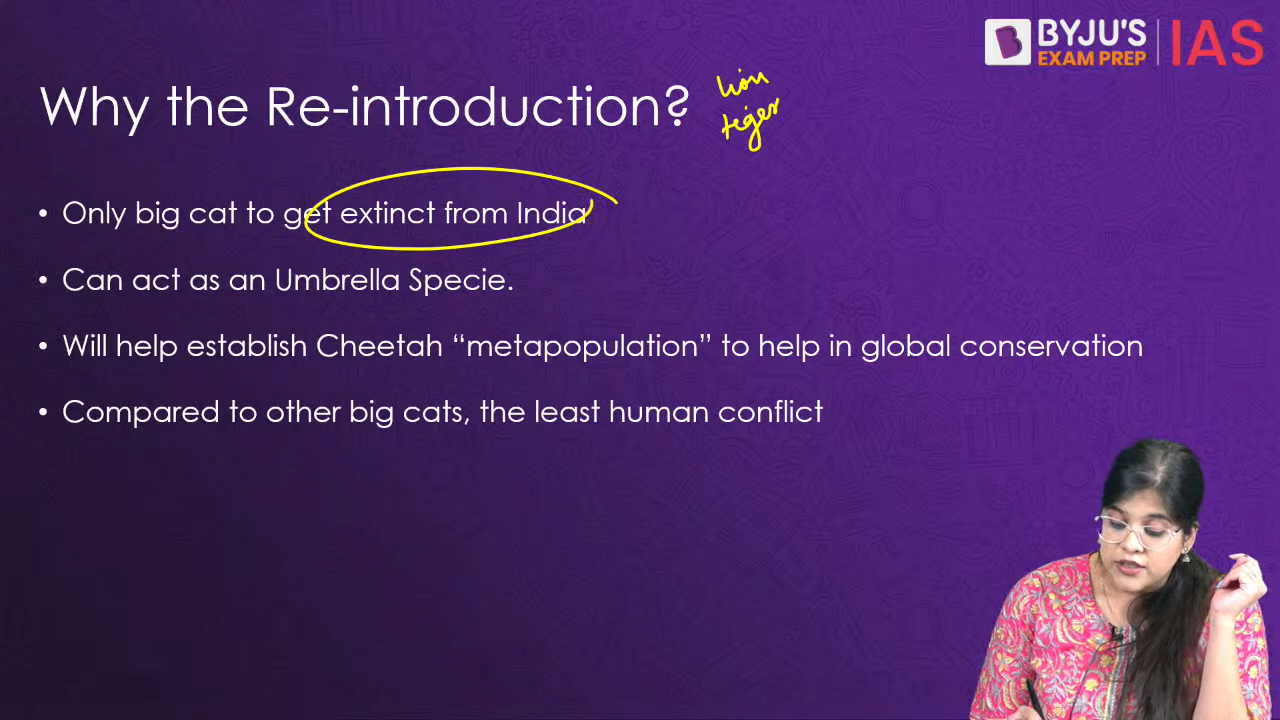 BYJU'S
EXAM PREP
IAS
Why the Re-introduction?
lion
tiger
• Only big cat to get extinct from India
• Can act as an Umbrella Specie.
• Will help establish Cheetah “metapopulation” to help in global conservation
• Compared to other big cats, the least human conflict